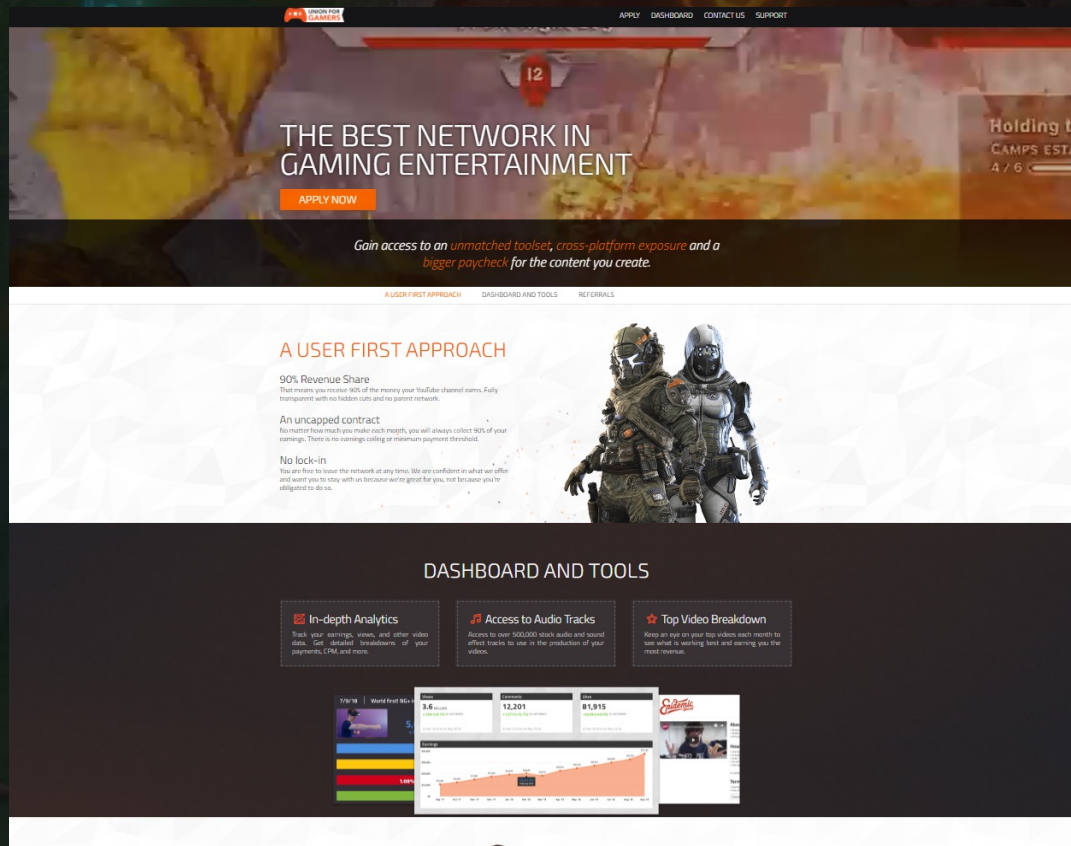 UNION FOR
GAMERS
APPLY DASHBOARD CONTACT US SUPPORT
12
Holding t
CAMPS ESTA
4 / 6
THE BEST NETWORK IN
GAMING ENTERTAINMENT
APPLY NOW
Gain access to an unmatched toolset, cross-platform exposure and a
bigger paycheck for the content you create.
A USER FIRST APPROACH DASHBOARD AND TOOLS REFERRALS
A USER FIRST APPROACH
90% Revenue Share
That means you receive 90% of the money your YouTube channel earns. Fully
transparent with no hidden cuts and no parent network.
An uncapped contract
No matter how much you make each month, you will always collect 90% of your
earnings. There is no earnings ceiling or minimum payment threshold.
No lock-in
You are free to leave the network at any time. We are confident in what we offer
and want you to stay with us because we're great for you, not because you're
obligated to do so.
DASHBOARD AND TOOLS
In-depth Analytics
Track your earnings, views, and other video
data. Get detailed breakdowns of your
payments, CPM, and more.
Access to Audio Tracks
Access to over 500,000 stock audio and sound
effect tracks to use in the production of your
videos.
Top Video Breakdown
Keep an eye on your top videos each month to
see what is working best and earning you the
most revenue.
7/9/18 World first! NG+
5,
1.00%
Views
3.6
Comments
12,201
Likes
81,915
Earnings
Epidemic